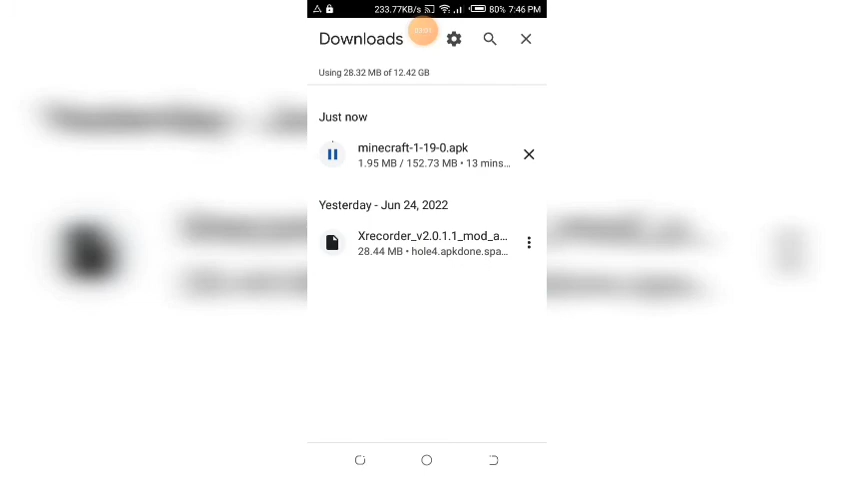 233.77KB/s 80% 7:46 PM
Downloads
Using 28.32 MB of 12.42 GB
Just now
minecraft-1-19-0.apk
1.95 MB / 152.73 MB • 13 mins...
Yesterday - Jun 24, 2022
Xrecorder_v2.0.1.1_mod_a...
28.44 MB • hole4.apkdone.spa...